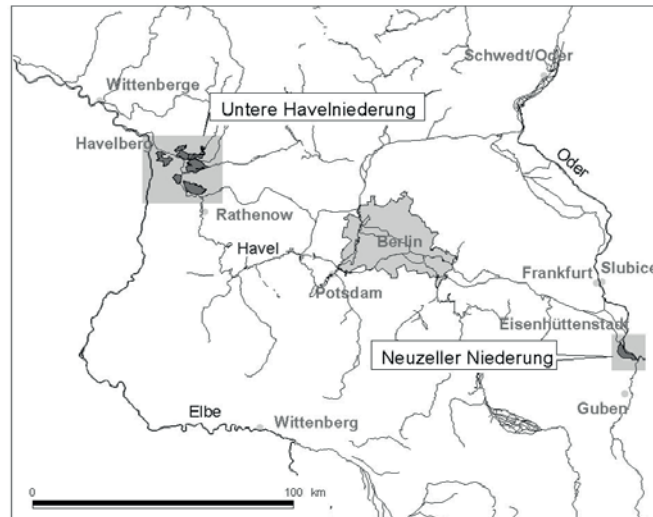 Schwedt/Oder
Wittenberge
Untere Havelniederung
Havelberg
Oder
Rathenow
Berlin
Havel
Frankfurt
Slubice
Potsdam
Eisenhüttenstadt
Neuzeller Niederung
Guben
Elbe
Wittenberg
0
100 km